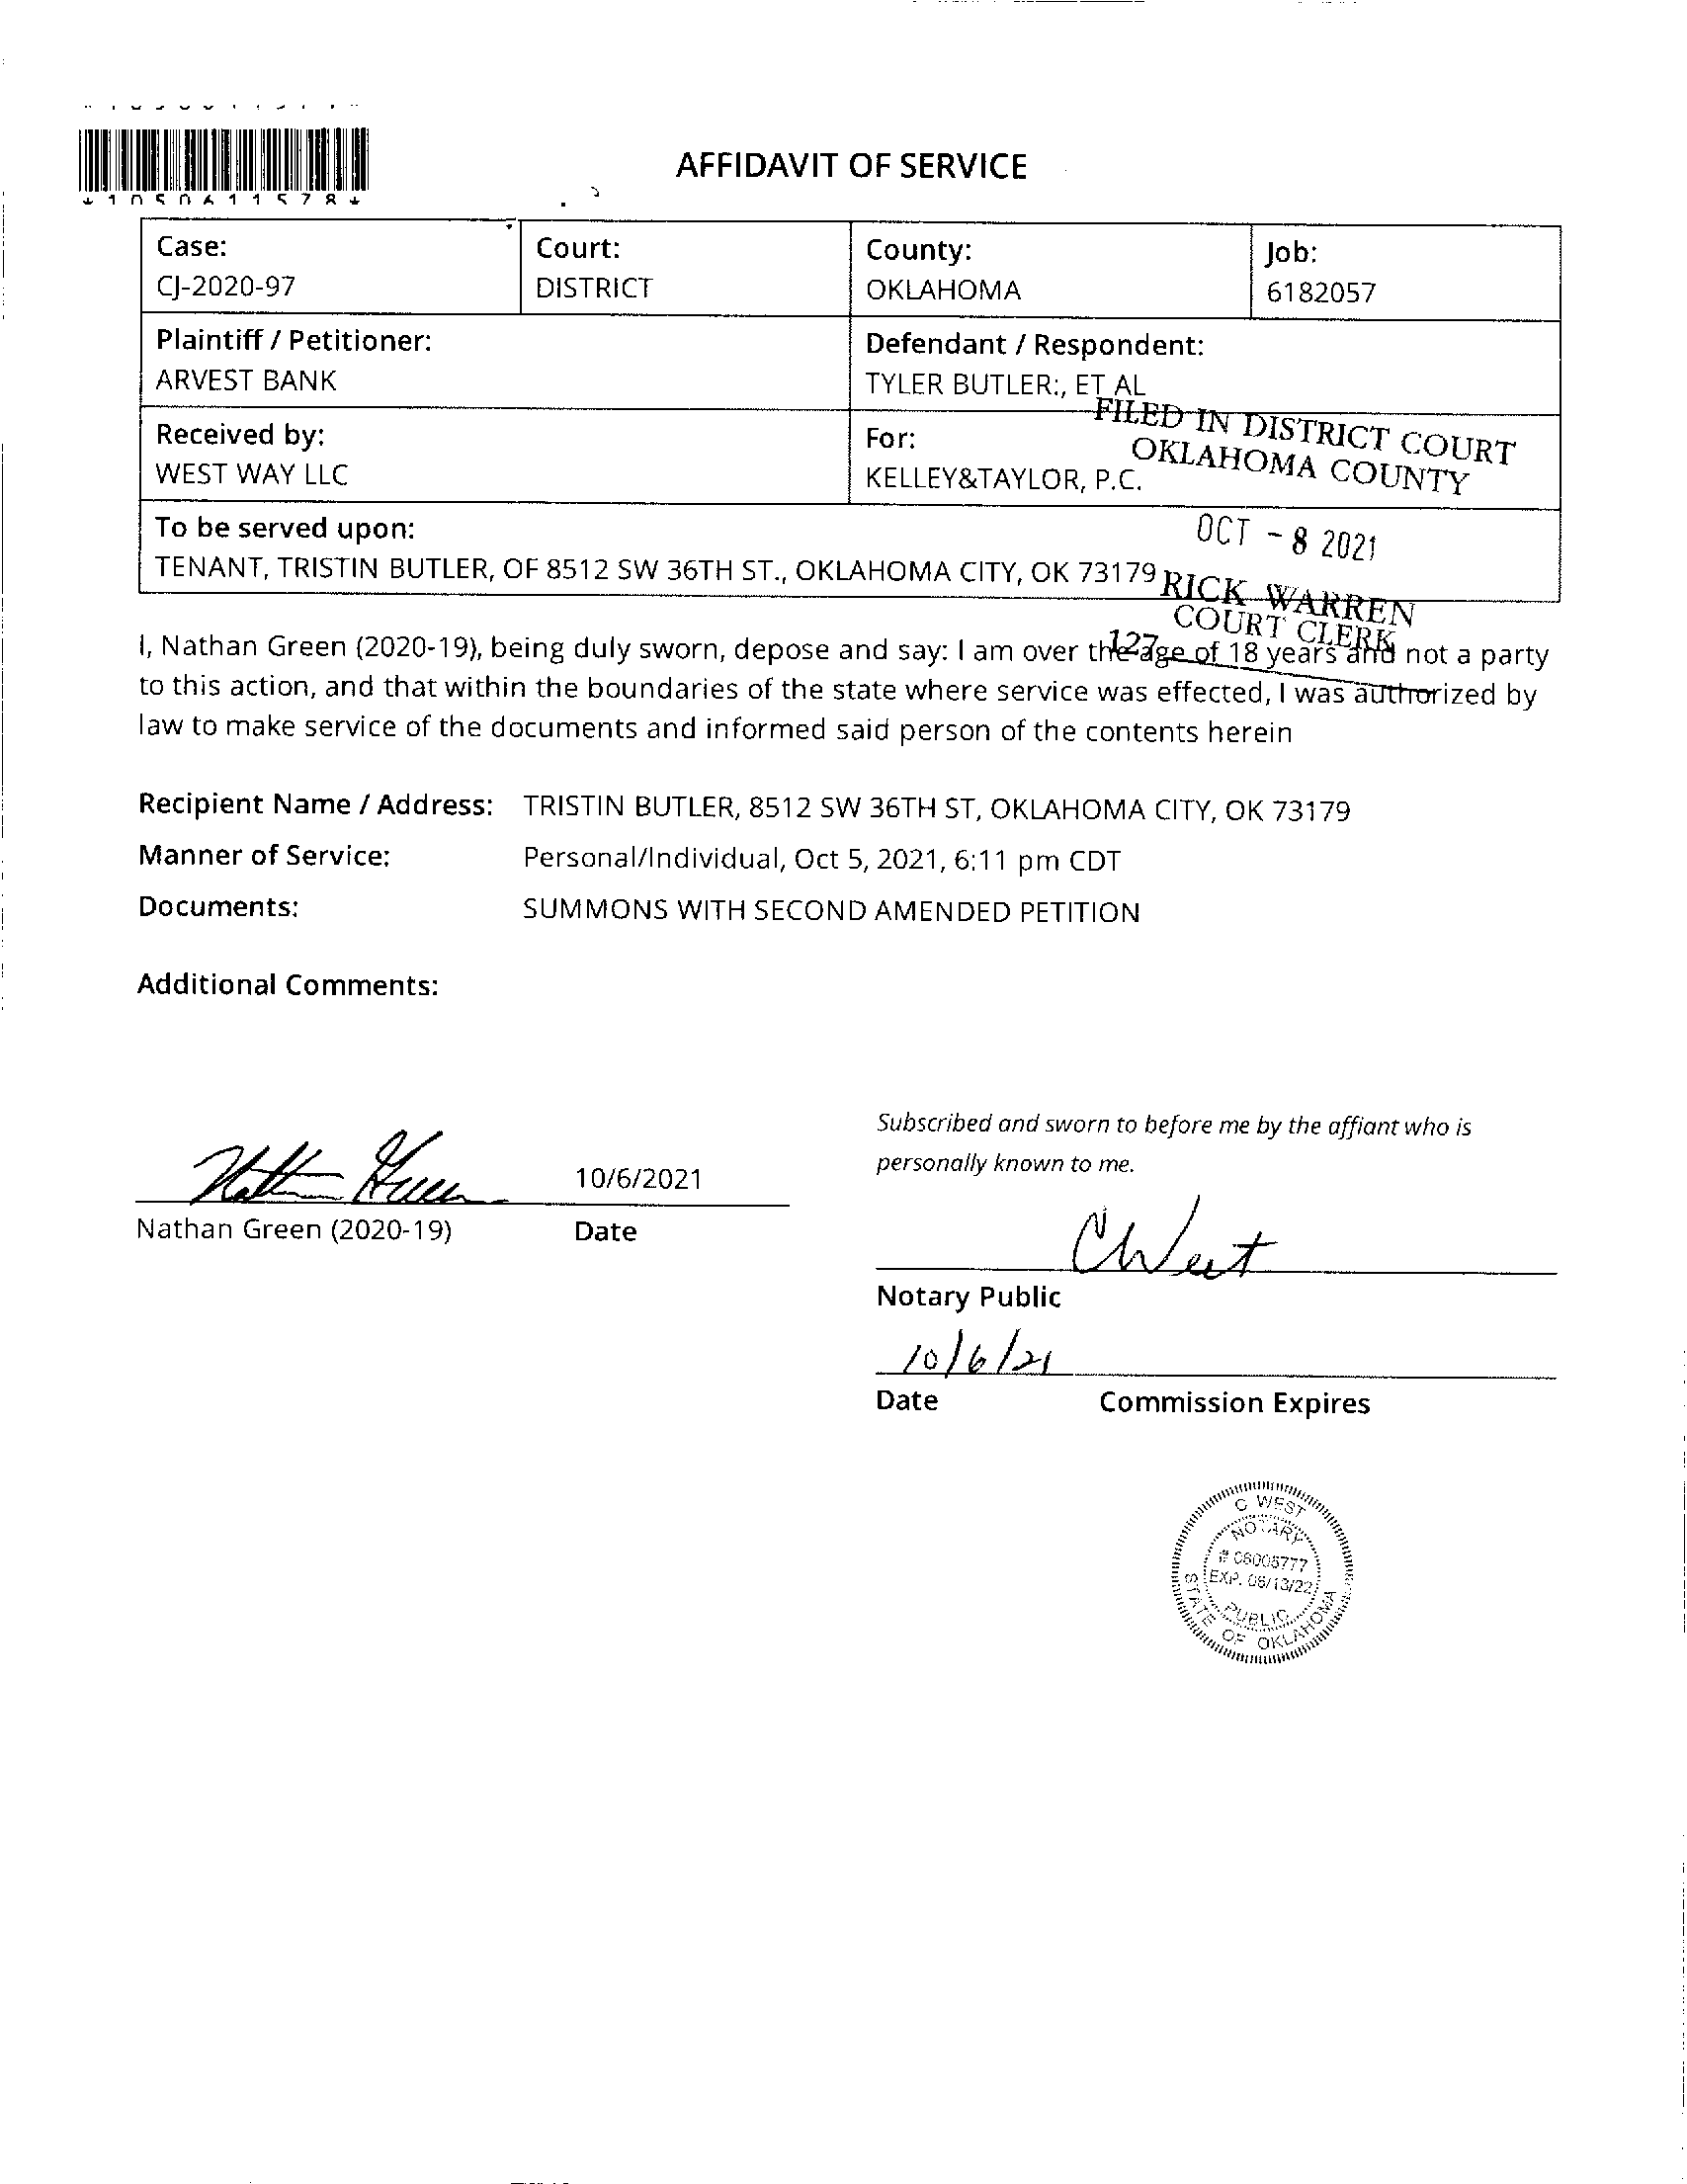 *1050611578*
AFFIDAVIT OF SERVICE
Case:
CJ-2020-97
Court:
DISTRICT
County:
OKLAHOMA
Job:
6182057
Plaintiff / Petitioner:
ARVEST BANK
Defendant / Respondent:
TYLER BUTLER:, ET AL
Received by:
WEST WAY LLC
For:
KELLEY&TAYLOR, P.C.
FILED IN DISTRICT COURT
OKLAHOMA COUNTY
To be served upon:
TENANT, TRISTIN BUTLER, OF 8512 SW 36TH ST., OKLAHOMA CITY, OK 73179
OCT - 8 2021
RICK WARREN
COURT CLERK
127
I, Nathan Green (2020-19), being duly sworn, depose and say: I am over the age of 18 years and not a party
to this action, and that within the boundaries of the state where service was effected, I was authorized by
law to make service of the documents and informed said person of the contents herein
Recipient Name / Address: TRISTIN BUTLER, 8512 SW 36TH ST, OKLAHOMA CITY, OK 73179
Manner of Service: Personal/Individual, Oct 5, 2021, 6:11 pm CDT
Documents: SUMMONS WITH SECOND AMENDED PETITION
Additional Comments:
Nathan Green 10/6/2021
Nathan Green (2020-19) Date
Subscribed and sworn to before me by the affiant who is
personally known to me.
C West
Notary Public
10/6/21
Date Commission Expires
C WEST
NOTARY
EXP. 06/13/22
PUBLIC
STATE OF OKLAHOMA